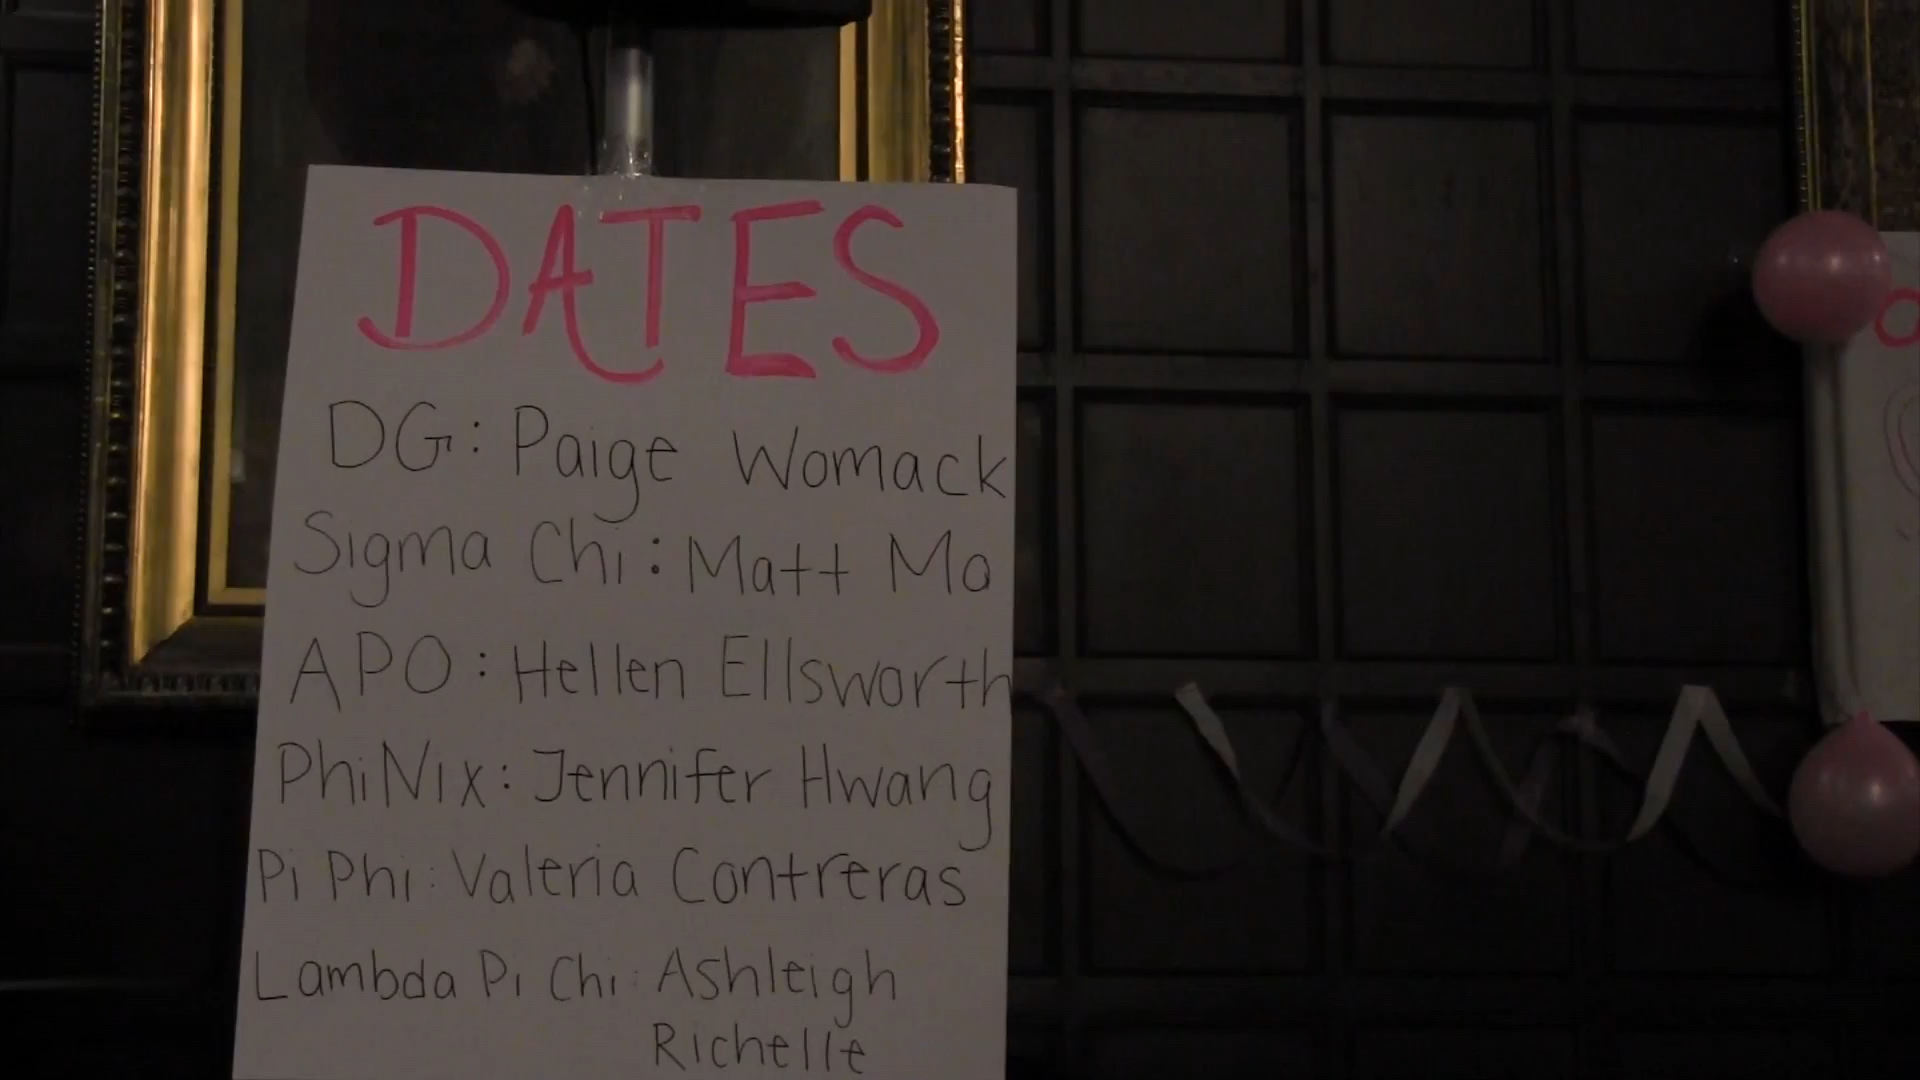 DATES
DG: Paige Womack
Sigma Chi: Matt Mo
APO: Hellen Ellsworth
PhiNix: Jennifer Hwang
Pi Phi: Valeria Contreras
Lambda Pi Chi: Ashleigh
Richelle